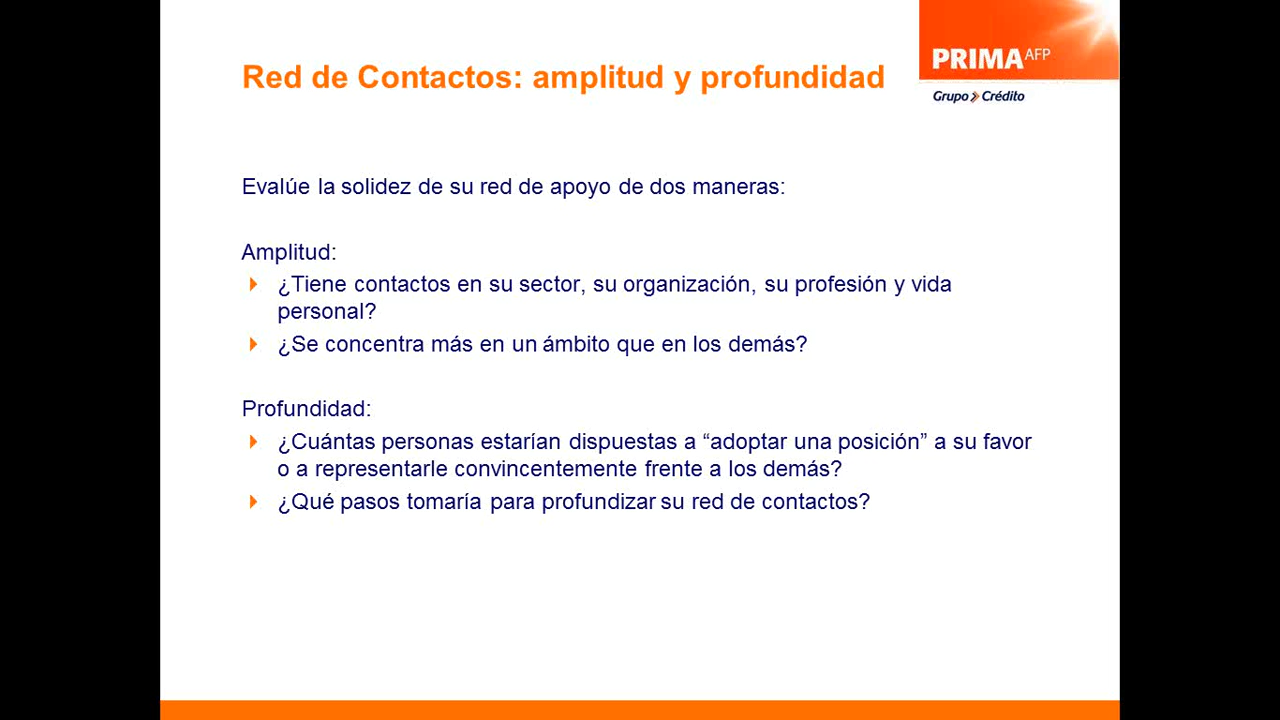 Red de Contactos: amplitud y profundidad
PRIMA AFP
Grupo Crédito
Evalúe la solidez de su red de apoyo de dos maneras:
Amplitud:
¿Tiene contactos en su sector, su organización, su profesión y vida
personal?
¿Se concentra más en un ámbito que en los demás?
Profundidad:
¿Cuántas personas estarían dispuestas a “adoptar una posición” a su favor
o a representarle convincentemente frente a los demás?
¿Qué pasos tomaría para profundizar su red de contactos?